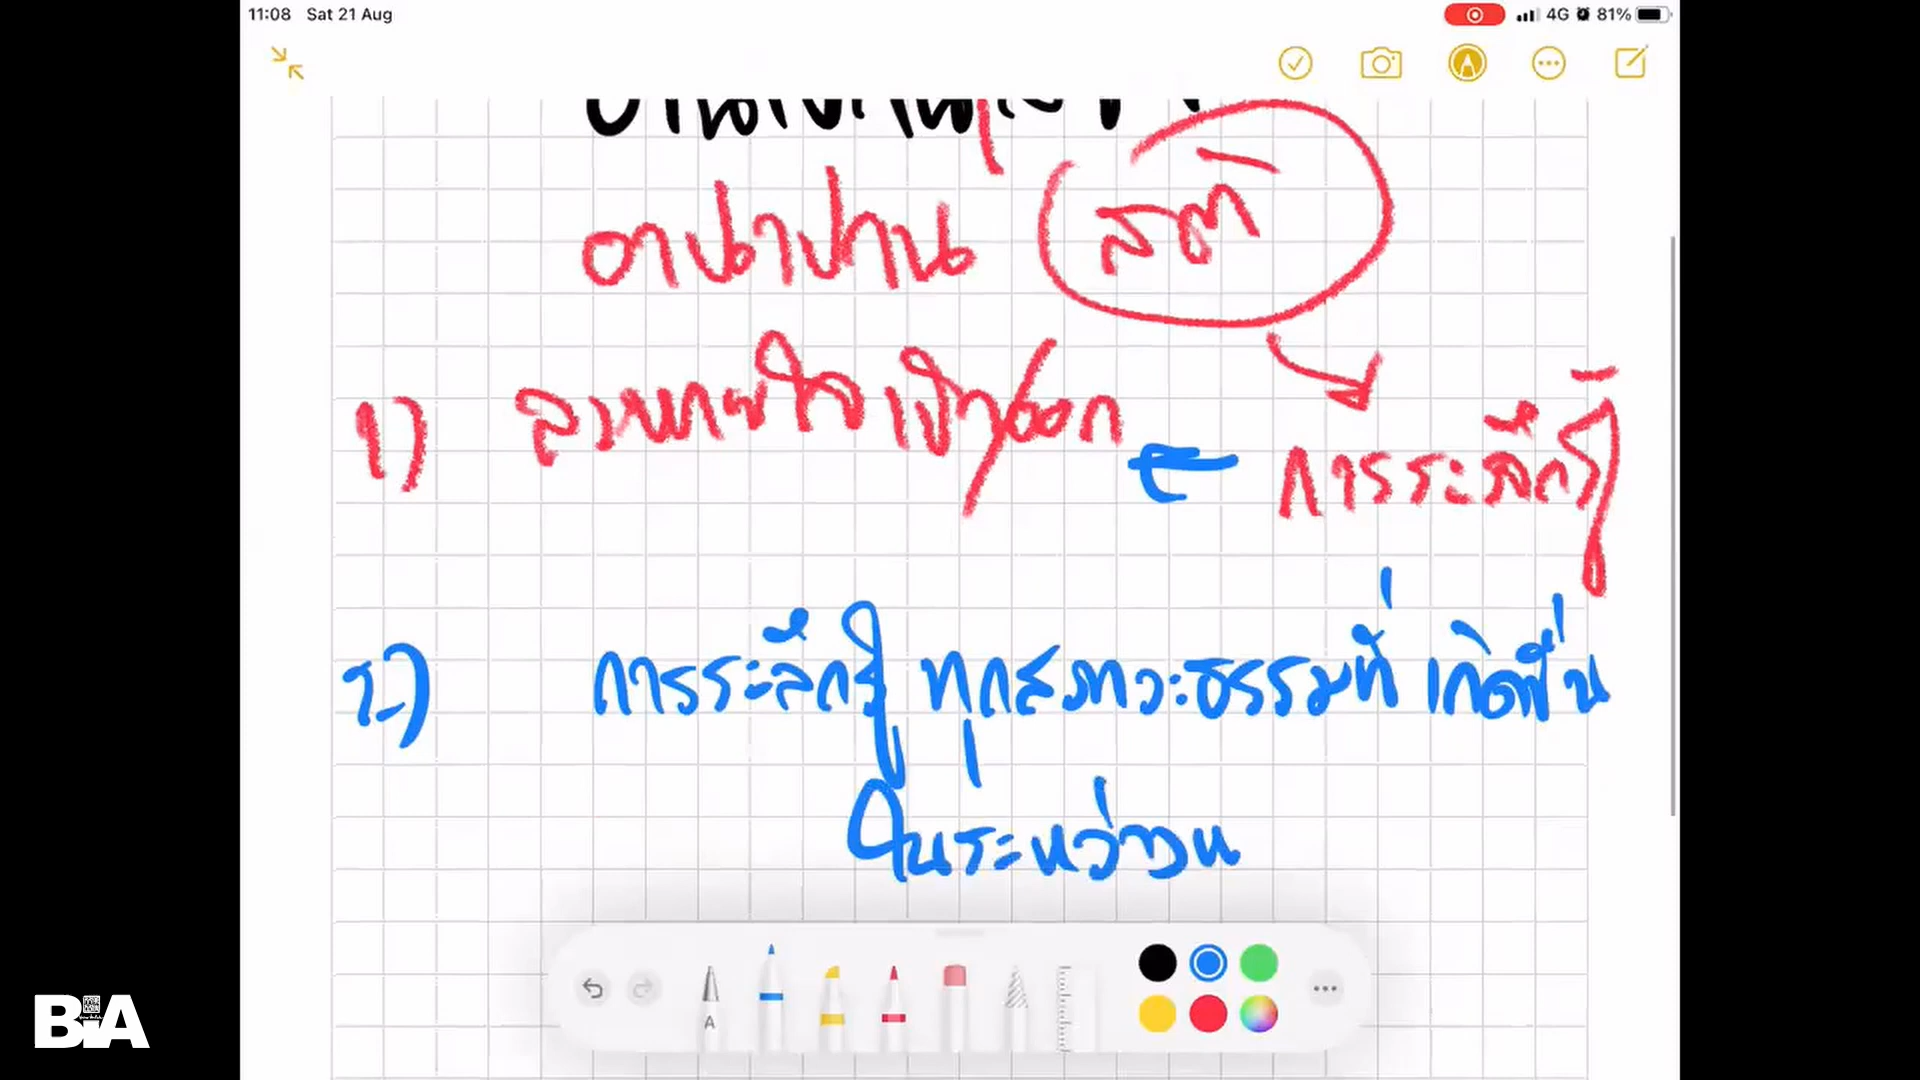 11:08 Sat 21 Aug 4G 81%
อานาปาน สติ
1) ลมหายใจเข้า/ออก ← การระลึกรู้
2) การระลึกรู้ ทุกสภาวะธรรมที่ เกิดขึ้น
ในระหว่าง
A
BiA